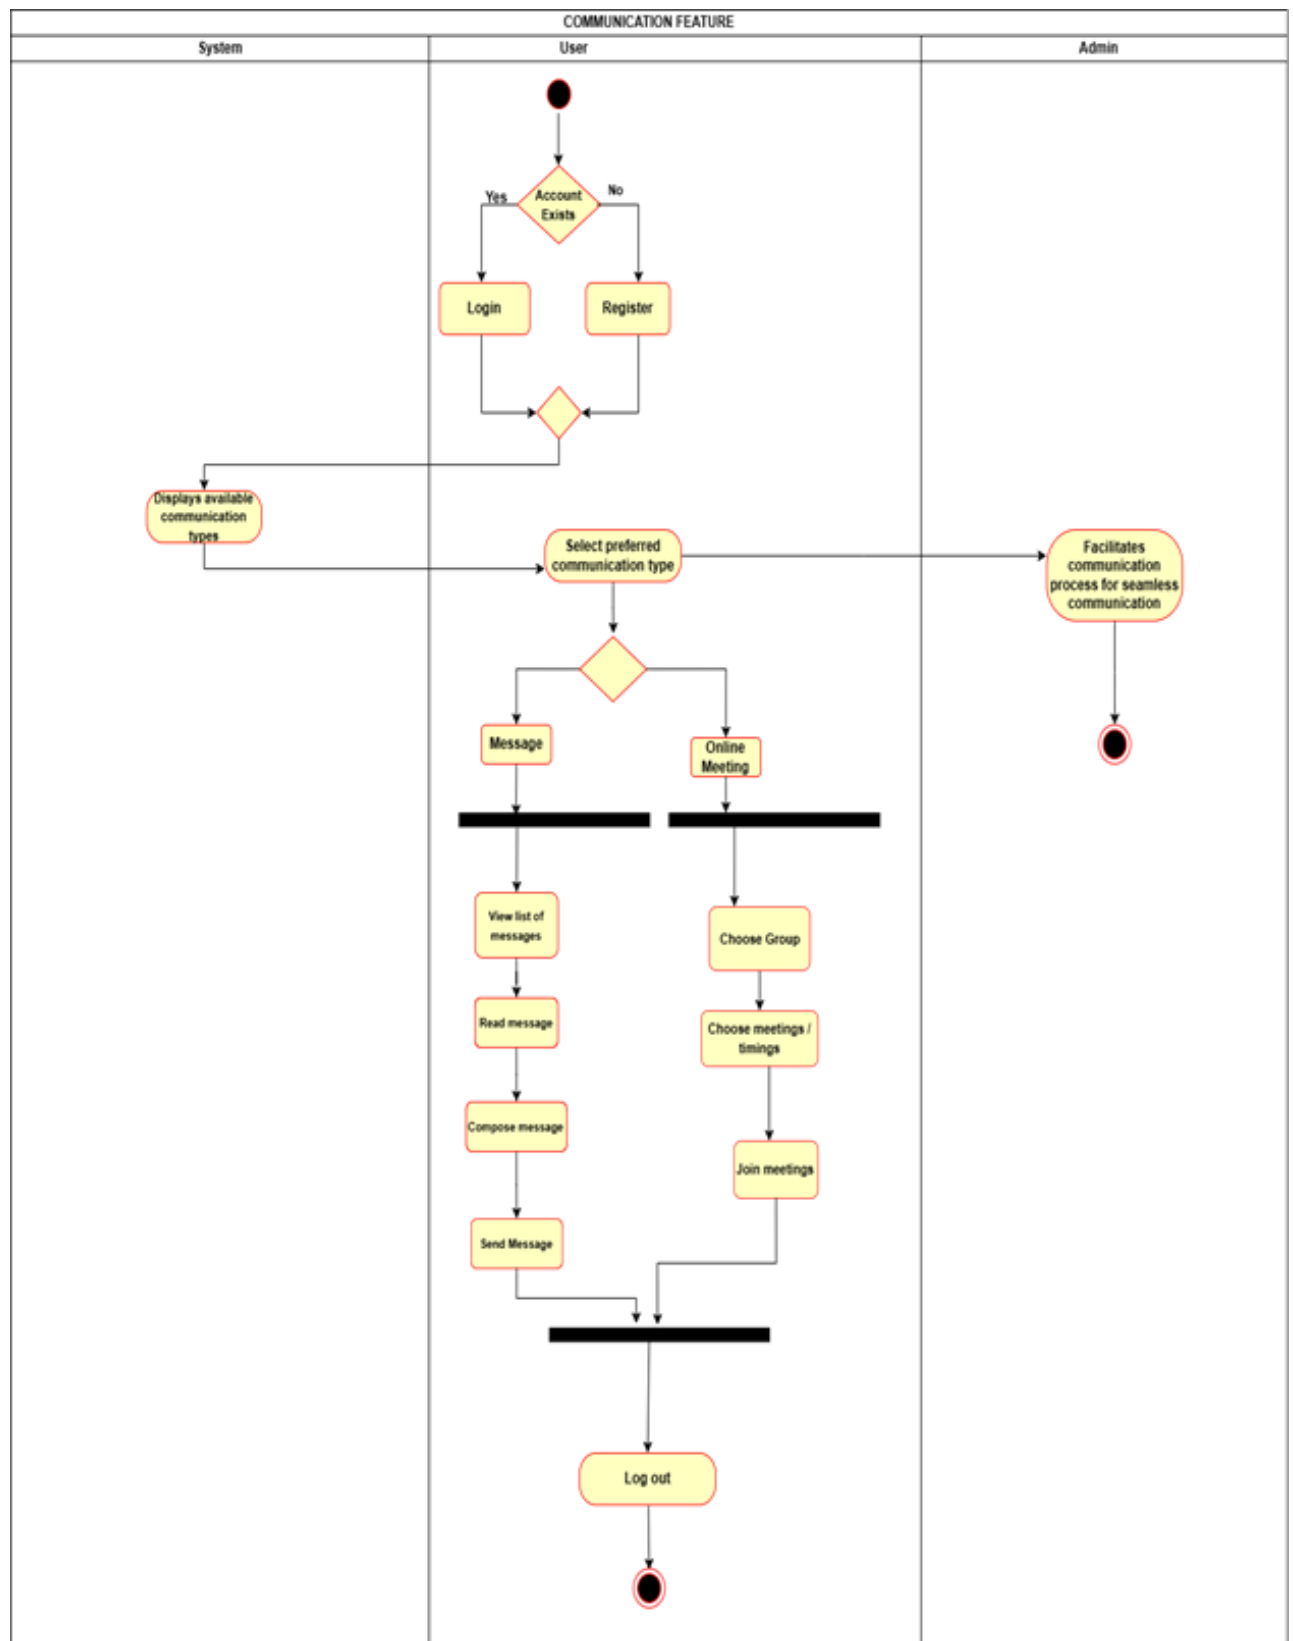 COMMUNICATION FEATURE
System
User
Admin
Account
Exists
Yes
No
Login
Register
Displays available
communication
types
Select preferred
communication type
Facilitates
communication
process for seamless
communication
Message
Online
Meeting
View list of
messages
Choose Group
Read message
Choose meetings /
timings
Compose message
Join meetings
Send Message
Log out